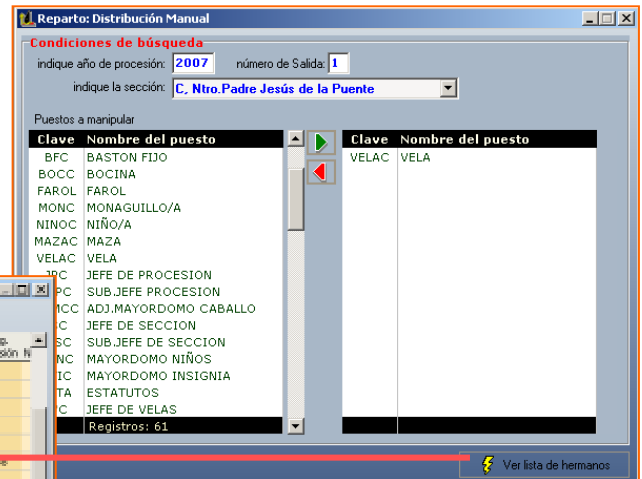 Reparto: Distribución Manual
Condiciones de búsqueda
indique año de procesión: 2007 número de Salida: 1
indique la sección: C, Ntro.Padre Jesús de la Puente
Puestos a manipular
Clave Nombre del puesto
BFC BASTON FIJO
BOCC BOCINA
FAROL FAROL
MONC MONAGUILLO/A
NINOC NIÑO/A
MAZAC MAZA
VELAC VELA
JEFE DE PROCESION
SUB.JEFE PROCESION
ADJ.MAYORDOMO CABALLO
JEFE DE SECCION
SUB.JEFE DE SECCION
MAYORDOMO NIÑOS
MAYORDOMO INSIGNIA
ESTATUTOS
JEFE DE VELAS
Registros: 61
Clave Nombre del puesto
VELAC VELA
Ver lista de hermanos